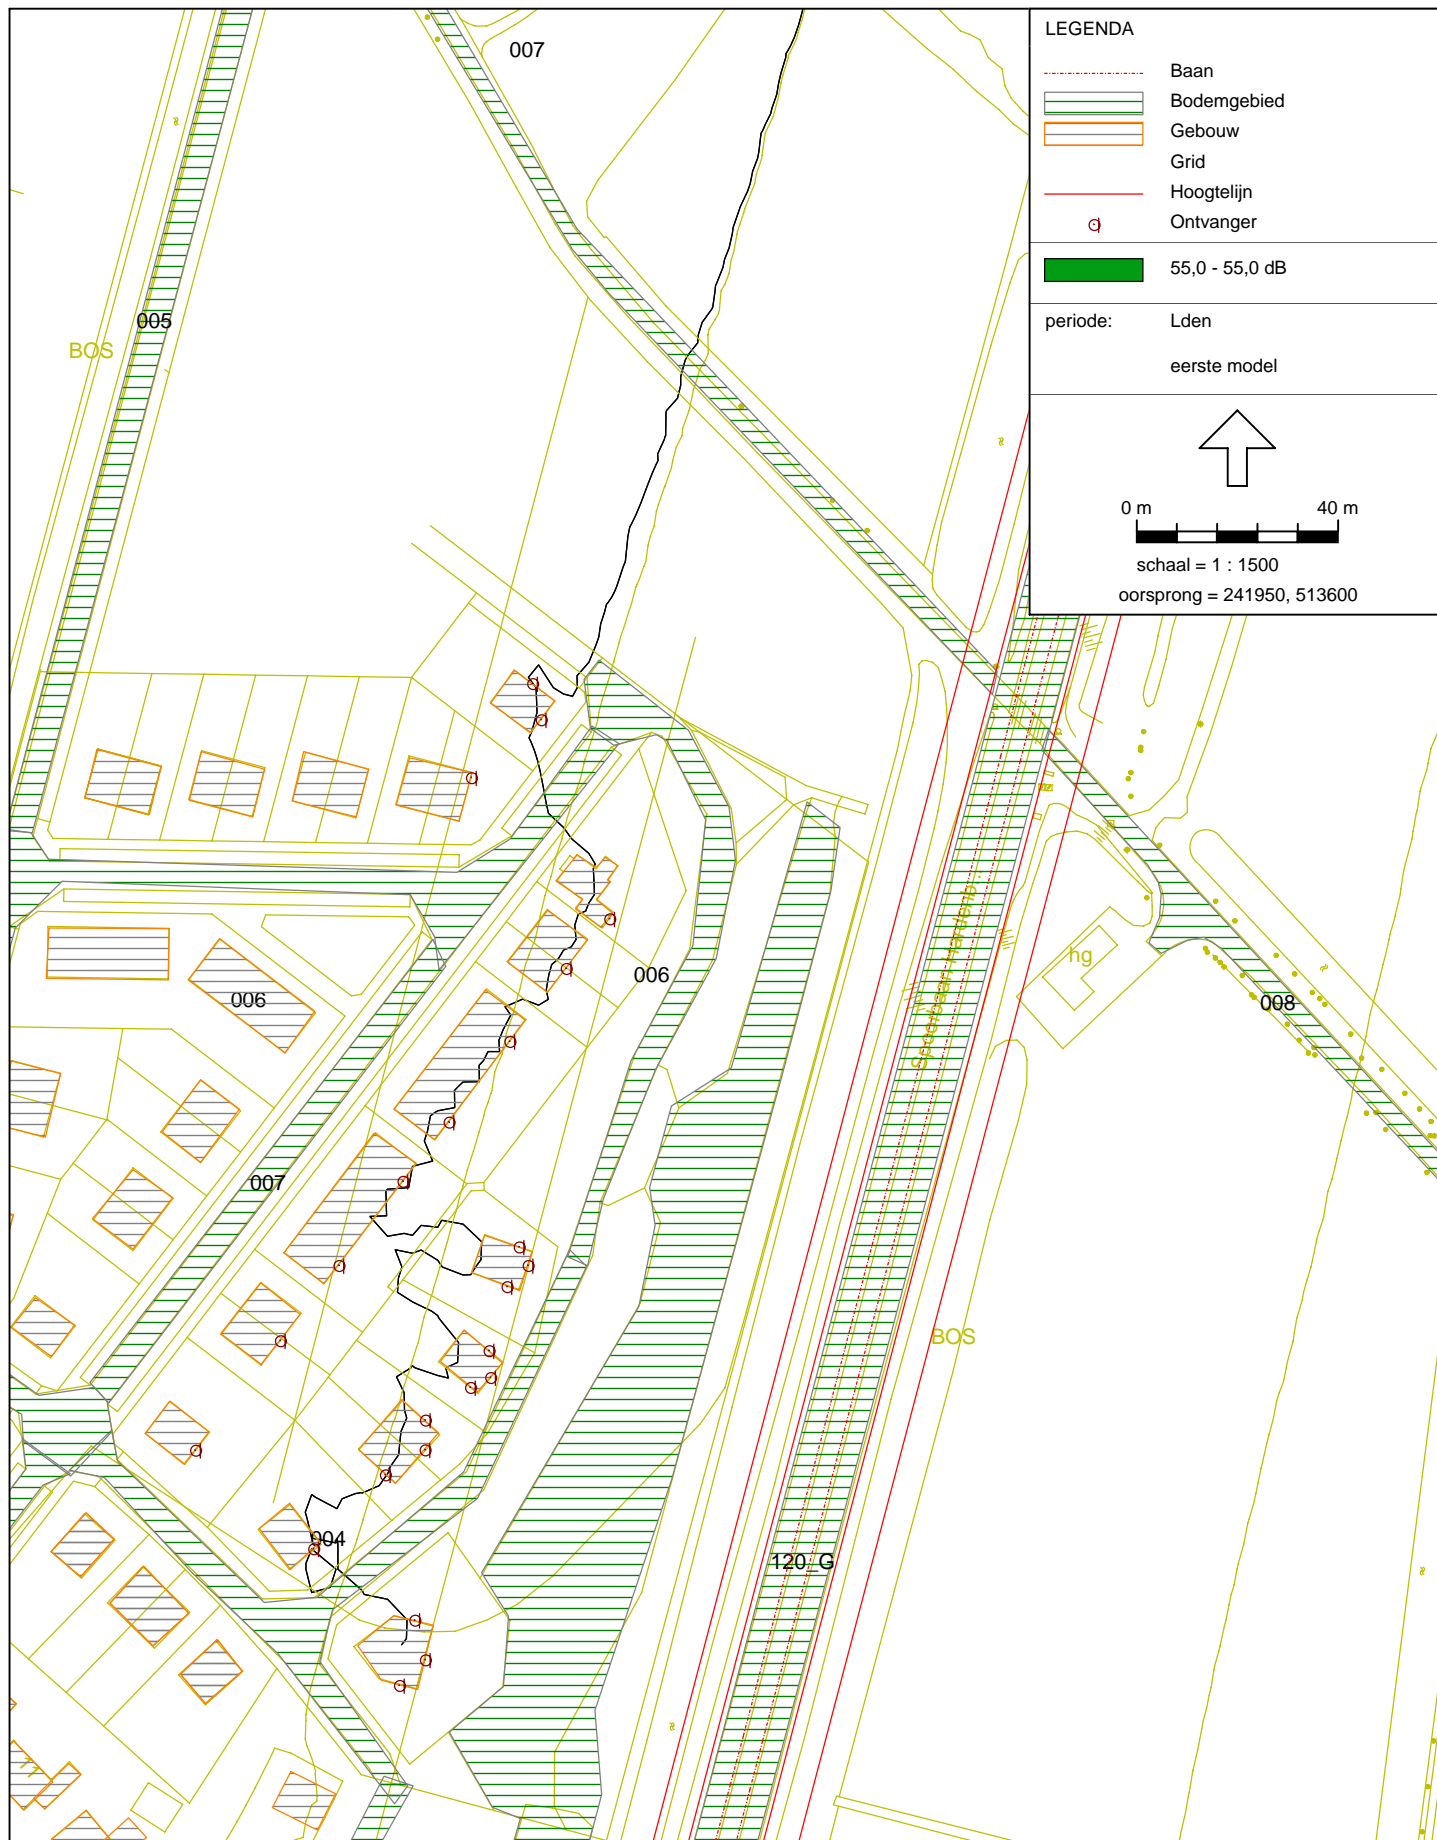 LEGENDA
Baan
Bodemgebied
Gebouw
Grid
Hoogtelijn
Ontvanger
55,0 - 55,0 dB
periode: Lden
eerste model
0 m 40 m
schaal = 1 : 1500
oorsprong = 241950, 513600
007
005
BOS
006
006
hg
008
007
BOS
004
120_G